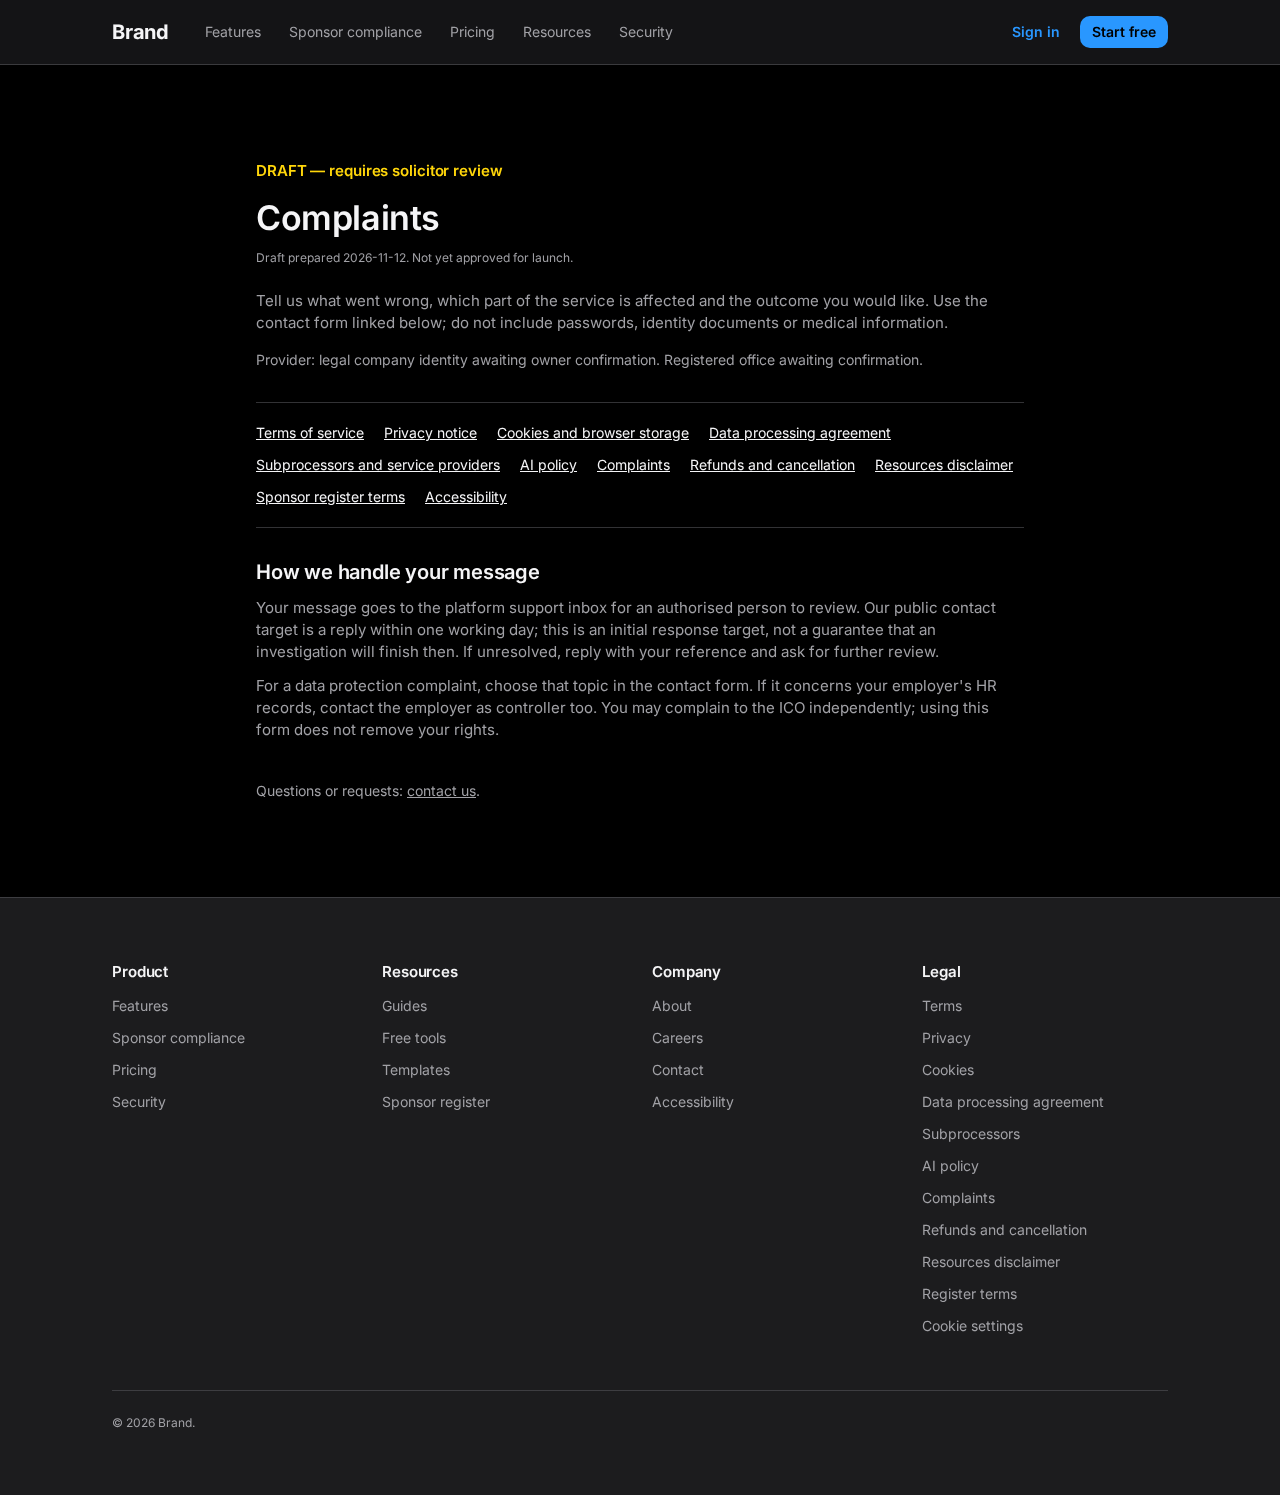 Brand
Features
Sponsor compliance
Pricing
Resources
Security
Sign in
Start free
DRAFT — requires solicitor review
Complaints
Draft prepared 2026-11-12. Not yet approved for launch.
Tell us what went wrong, which part of the service is affected and the outcome you would like. Use the
contact form linked below; do not include passwords, identity documents or medical information.
Provider: legal company identity awaiting owner confirmation. Registered office awaiting confirmation.
Terms of service Privacy notice Cookies and browser storage Data processing agreement
Subprocessors and service providers AI policy Complaints Refunds and cancellation Resources disclaimer
Sponsor register terms Accessibility
How we handle your message
Your message goes to the platform support inbox for an authorised person to review. Our public contact
target is a reply within one working day; this is an initial response target, not a guarantee that an
investigation will finish then. If unresolved, reply with your reference and ask for further review.
For a data protection complaint, choose that topic in the contact form. If it concerns your employer's HR
records, contact the employer as controller too. You may complain to the ICO independently; using this
form does not remove your rights.
Questions or requests: contact us.
Product
Features
Sponsor compliance
Pricing
Security
Resources
Guides
Free tools
Templates
Sponsor register
Company
About
Careers
Contact
Accessibility
Legal
Terms
Privacy
Cookies
Data processing agreement
Subprocessors
AI policy
Complaints
Refunds and cancellation
Resources disclaimer
Register terms
Cookie settings
© 2026 Brand.